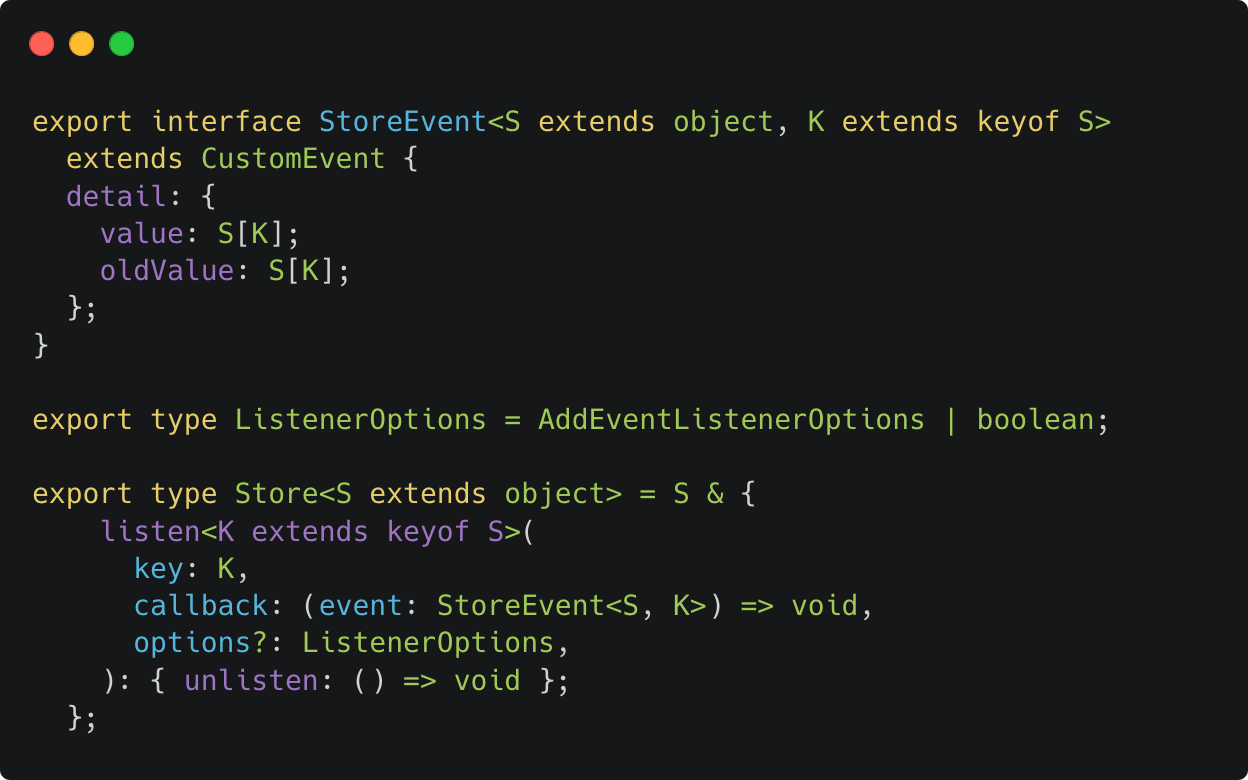 export interface StoreEvent<S extends object, K extends keyof S>
  extends CustomEvent {
  detail: {
    value: S[K];
    oldValue: S[K];
  };
}

export type ListenerOptions = AddEventListenerOptions | boolean;

export type Store<S extends object> = S & {
    listen<K extends keyof S>(
      key: K,
      callback: (event: StoreEvent<S, K>) => void,
      options?: ListenerOptions,
    ): { unlisten: () => void };
  };